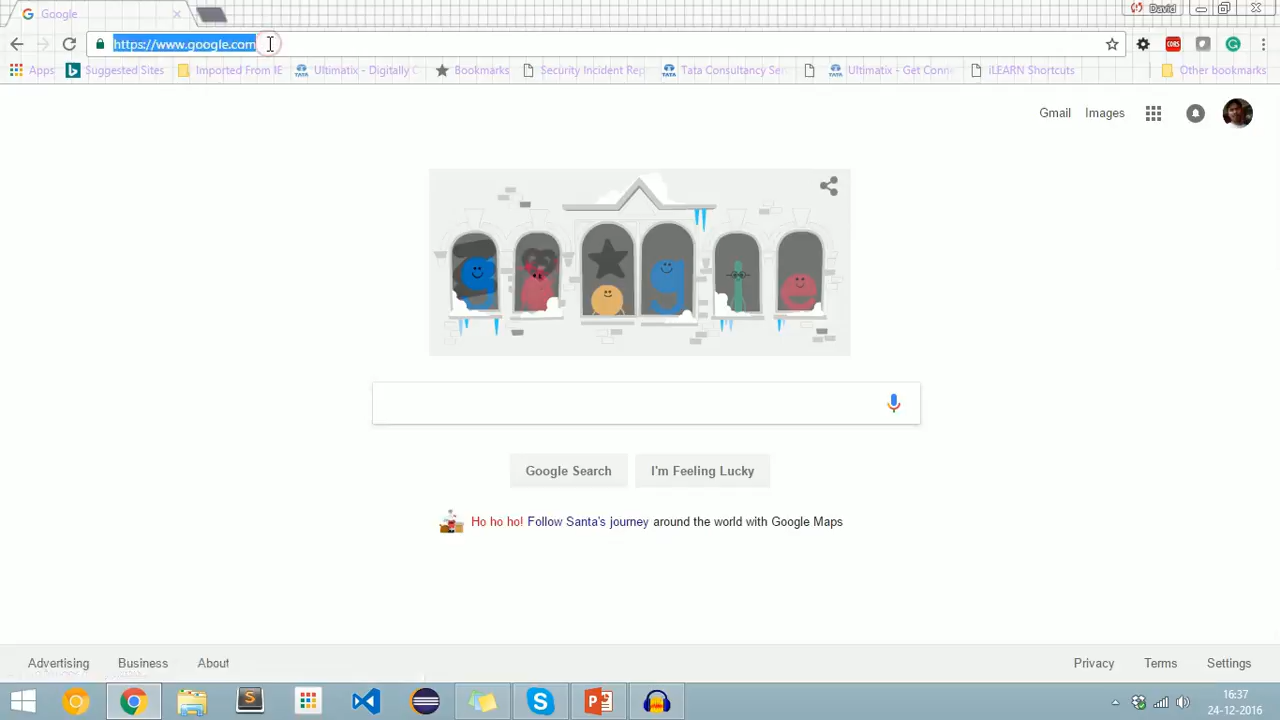 Google
David
https://www.google.com
Apps
Suggested Sites
Imported From IE
Ultimatix - Digitally C
Bookmarks
Security Incident Rep
Tata Consultancy Ser
Ultimatix - Get Conne
iLEARN Shortcuts
Other bookmarks
Gmail
Images
Google Search
I'm Feeling Lucky
Ho ho ho! Follow Santa's journey around the world with Google Maps
Advertising
Business
About
Privacy
Terms
Settings
16:37
24-12-2016